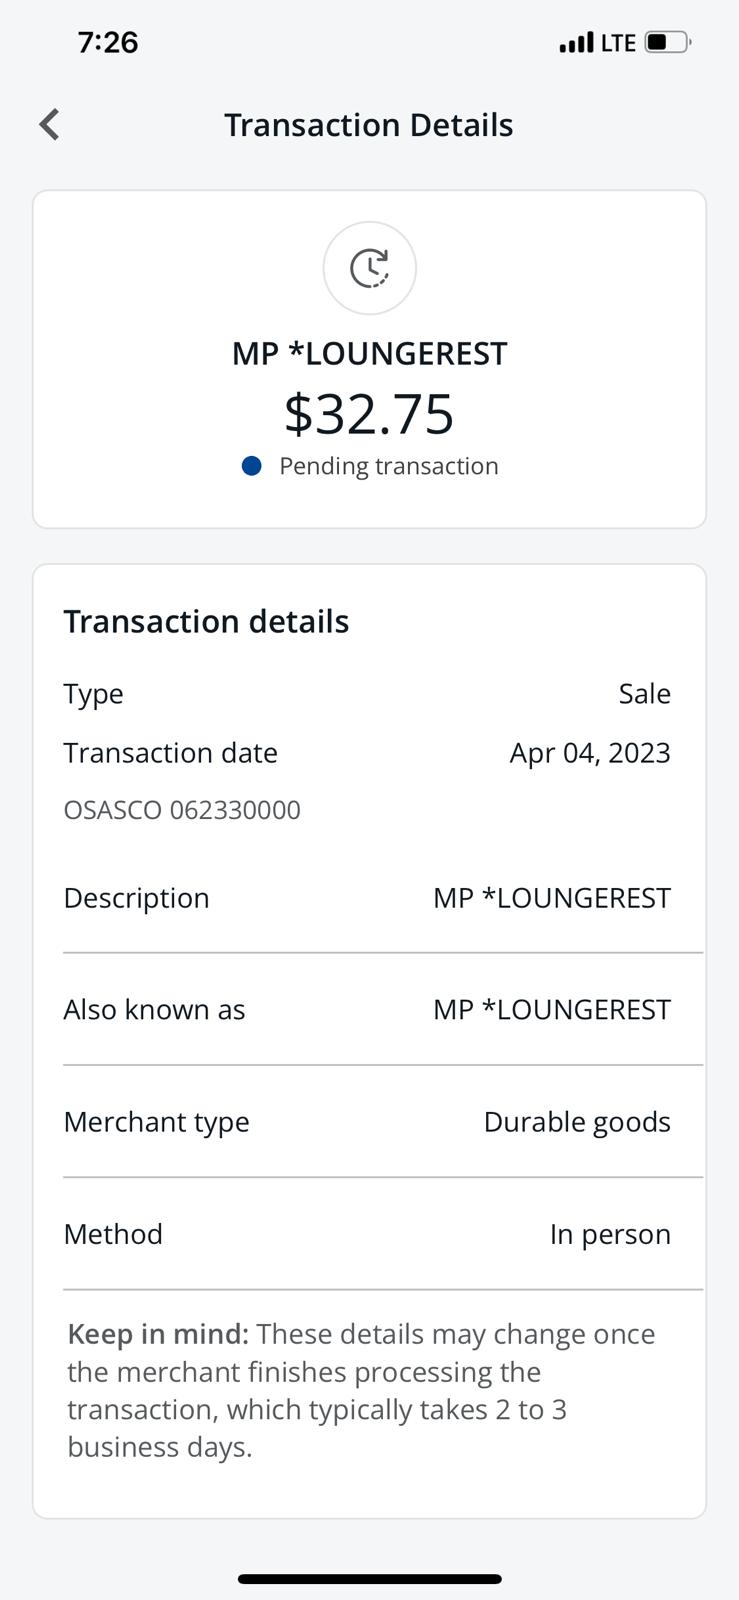 7:26
LTE
Transaction Details
MP *LOUNGEREST
$32.75
Pending transaction
Transaction details
Type Sale
Transaction date Apr 04, 2023
OSASCO 062330000
Description MP *LOUNGEREST
Also known as MP *LOUNGEREST
Merchant type Durable goods
Method In person
Keep in mind: These details may change once
the merchant finishes processing the
transaction, which typically takes 2 to 3
business days.